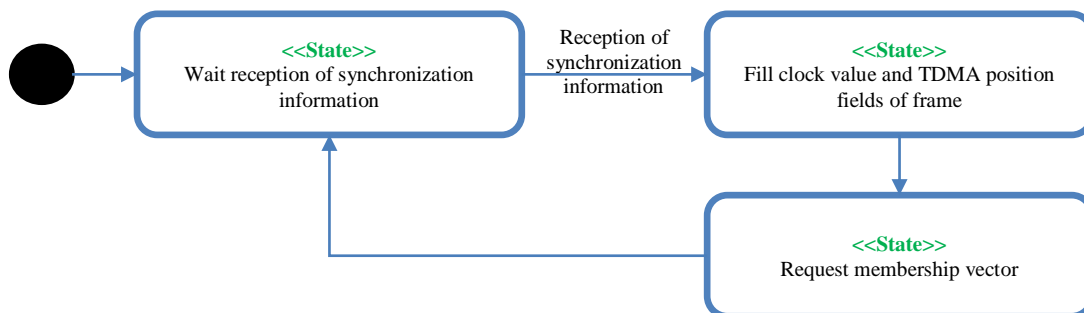 <<State>>
Wait reception of synchronization
information
Reception of
synchronization
information
<<State>>
Fill clock value and TDMA position
fields of frame
<<State>>
Request membership vector